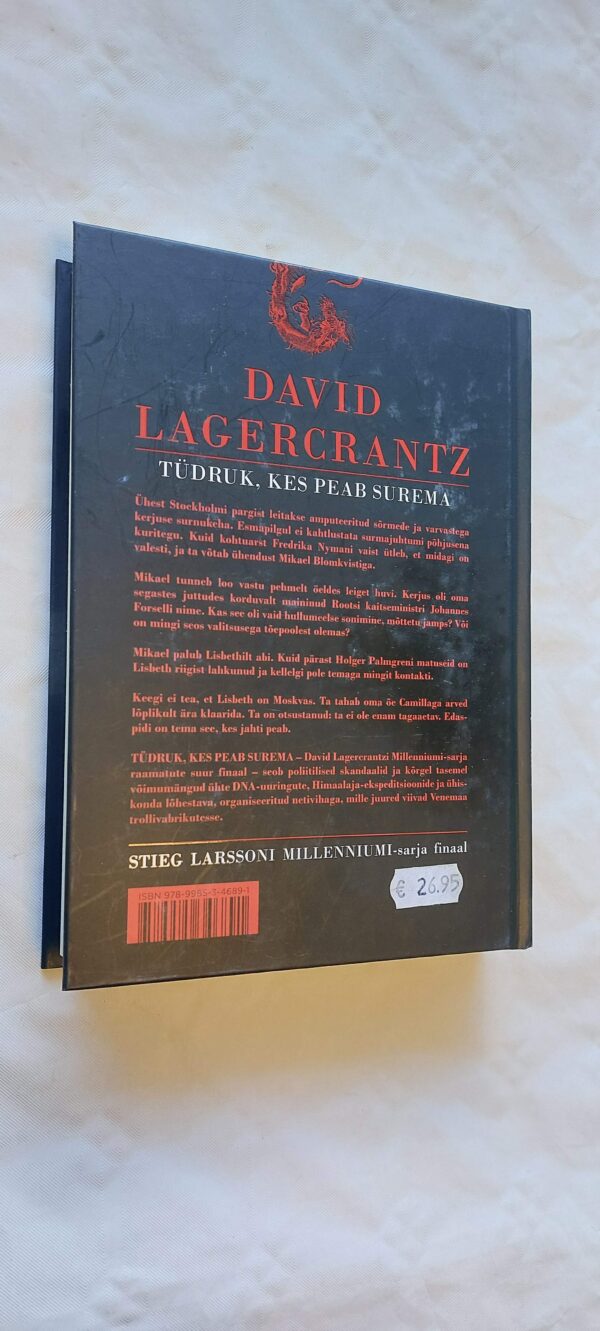 DAVID
LAGERCRANTZ
TÜDRUK, KES PEAB SUREMA
Ühest Stockholmi pargist leitakse amputeeritud sõrmede ja varvastega
kerjuse surnukeha. Esmapilgul ei kahtlustata surmajuhtumi põhjusena
kuritegu. Kuid kohtuarst Fredrika Nymani vaist ütleb, et midagi on
valesti, ja ta võtab ühendust Mikael Blomkvistiga.
Mikael tunneb loo vastu pehmelt öeldes leiget huvi. Kerjus oli oma
segastes juttudes korduvalt maininud Rootsi kaitseministri Johannes
Forselli nime. Kas see oli vaid hullumeelse sonimine, mõttetu jamps? Või
on mingi seos valitsusega tõepoolest olemas?
Mikael palub Lisbethilt abi. Kuid pärast Holger Palmgreni matuseid on
Lisbeth riigist lahkunud ja kellelgi pole temaga mingit kontakti.
Keegi ei tea, et Lisbeth on Moskvas. Ta tahab oma õe Camillaga arved
lõplikult ära klaarida. Ta on otsustanud: ta ei ole enam tagaaetav. Edas-
pidi on tema see, kes jahti peab.
TÜDRUK, KES PEAB SUREMA – David Lagercrantzi Millenniumi-sarja
raamatute suur finaal – seob poliitilised skandaalid ja kõrgel tasemel
võimumängud ühte DNA-uuringute, Himaalaja-ekspeditsioonide ja ühis-
konda lõhestava, organiseeritud netivihaga, mille juured viivad Venemaa
trollivabrikutesse.
STIEG LARSSONI MILLENNIUMI-sarja finaal
ISBN 978-9985-3-4689-1
€ 26.95